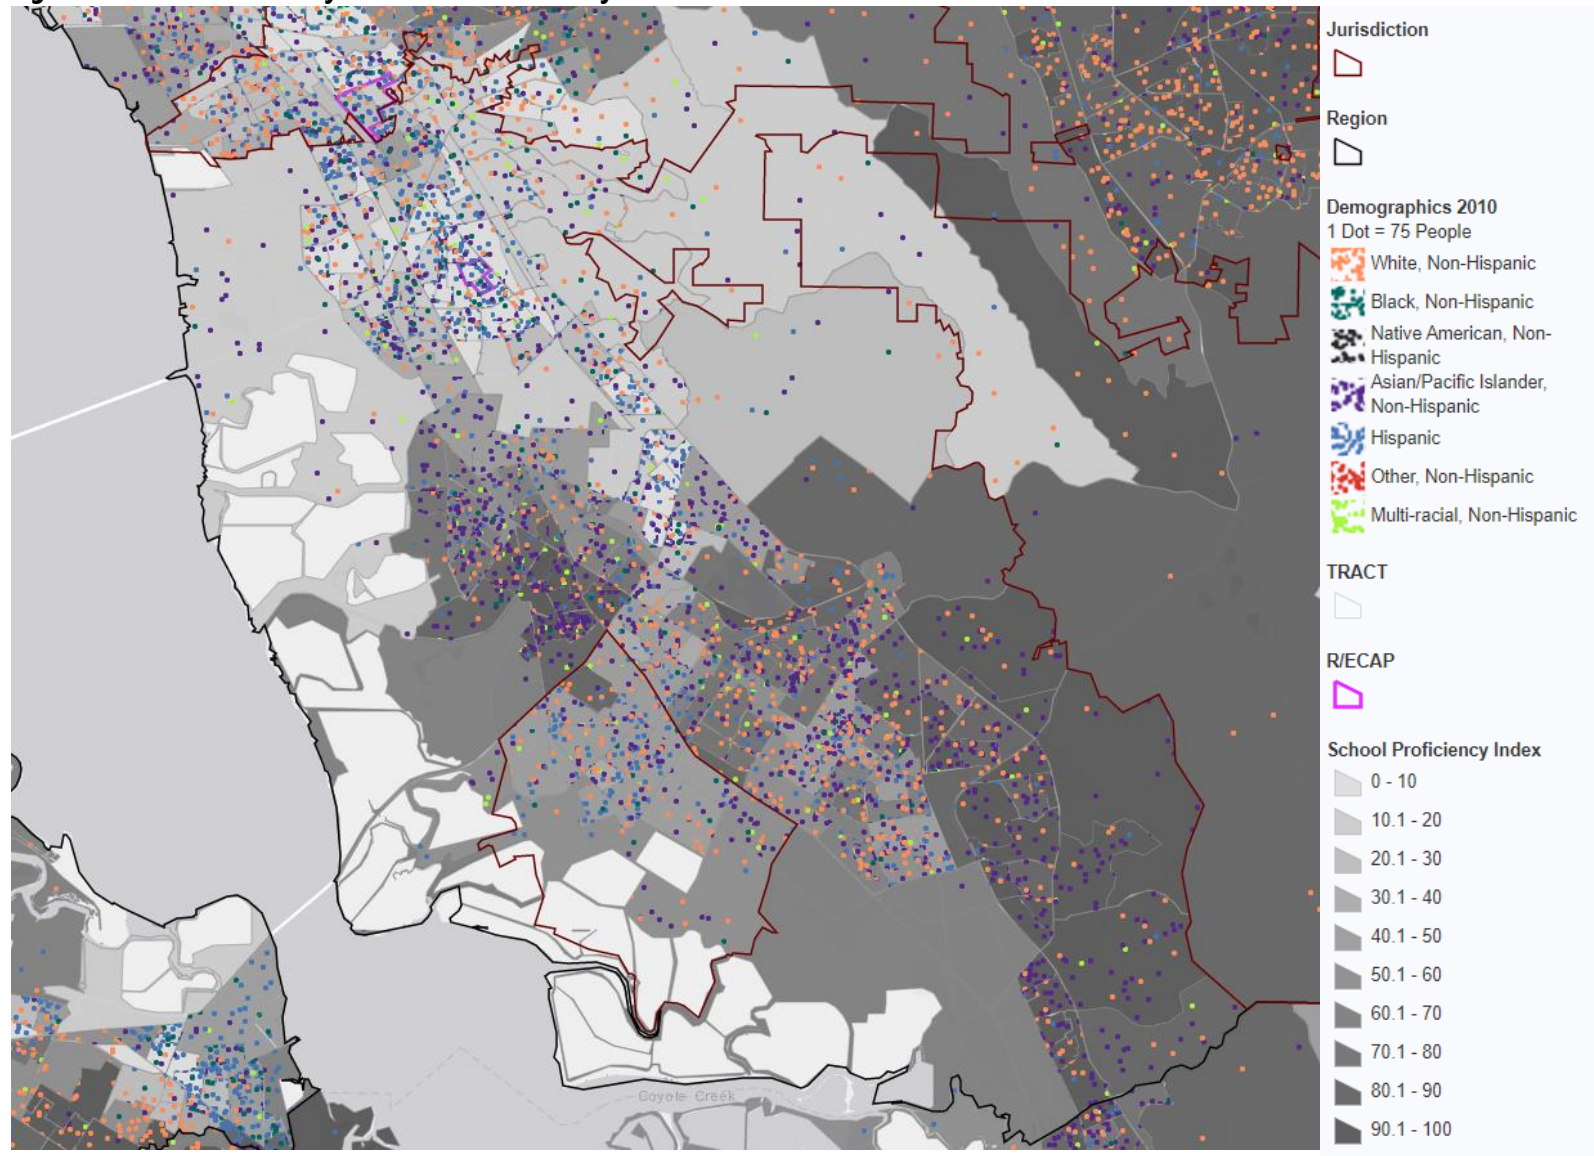 Jurisdiction
Region
Demographics 2010
1 Dot = 75 People
White, Non-Hispanic
Black, Non-Hispanic
Native American, Non-
Hispanic
Asian/Pacific Islander,
Non-Hispanic
Hispanic
Other, Non-Hispanic
Multi-racial, Non-Hispanic
TRACT
R/ECAP
School Proficiency Index
0 - 10
10.1 - 20
20.1 - 30
30.1 - 40
40.1 - 50
50.1 - 60
60.1 - 70
70.1 - 80
80.1 - 90
90.1 - 100
Coyote Creek